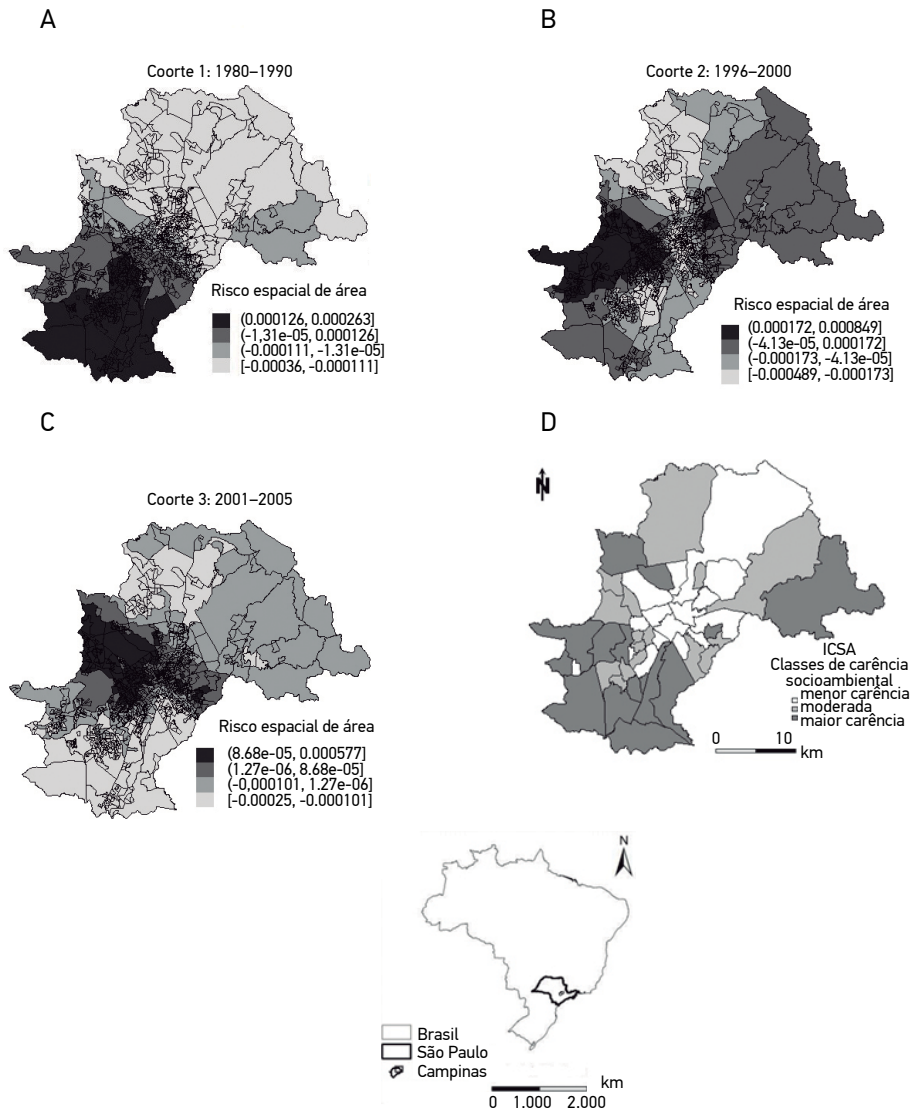 A
Coorte 1: 1980–1990
Risco espacial de área
(0.000126, 0.000263]
(-1,31e-05, 0.000126]
(-0.000111, -1.31e-05]
[-0.00036, -0.000111]
B
Coorte 2: 1996–2000
Risco espacial de área
(0.000172, 0.000849]
(-4.13e-05, 0.000172]
(-0.000173, -4.13e-05]
[-0.000489, -0.000173]
C
Coorte 3: 2001–2005
Risco espacial de área
(8.68e-05, 0.000577]
(1.27e-06, 8.68e-05]
(-0,000101, 1.27e-06]
[-0.00025, -0.000101]
D
N
ICSA
Classes de carência
socioambiental
menor carência
moderada
maior carência
0 10
km
N
Brasil
São Paulo
Campinas
km
0 1.000 2.000